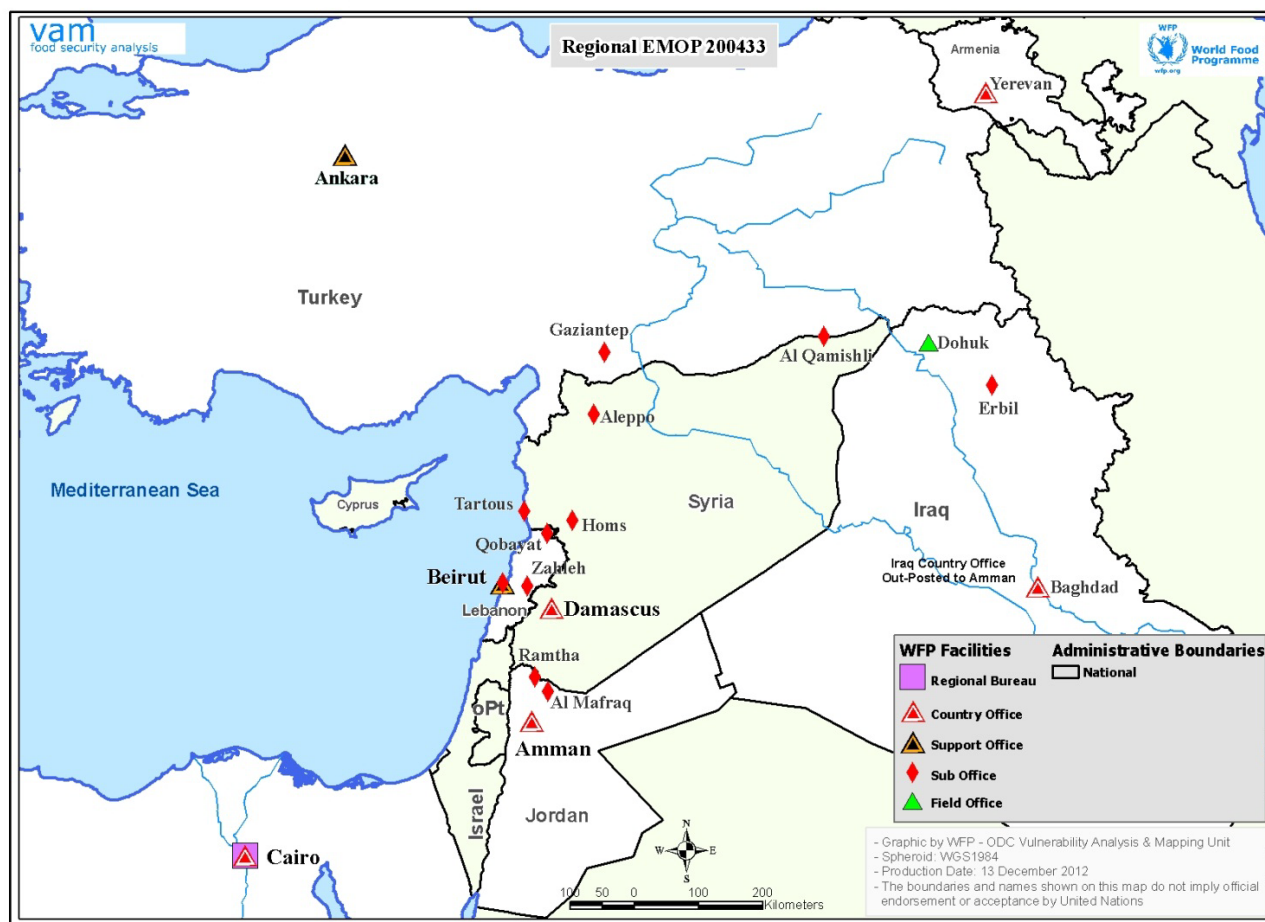 vam
food security analysis
Regional EMOP 200433
WFP
wfp.org
World Food
Programme
Armenia
Yerevan
Ankara
Turkey
Gaziantep
Al Qamishli
Dohuk
Erbil
Aleppo
Mediterranean Sea
Cyprus
Tartous
Homs
Syria
Iraq
Qobayat
Iraq Country Office
Out-Posted to Amman
Beirut
Zahleh
Baghdad
Lebanon
Damascus
Ramtha
Al Mafraq
oPt
Amman
Israel
Jordan
Cairo
WFP Facilities
Regional Bureau
Country Office
Support Office
Sub Office
Field Office
Administrative Boundaries
National
N
W E
S
100 50 0 100 200
Kilometers
- Graphic by WFP - ODC Vulnerability Analysis & Mapping Unit
- Spheroid: WGS1984
- Production Date: 13 December 2012
- The boundaries and names shown on this map do not imply official
endorsement or acceptance by United Nations